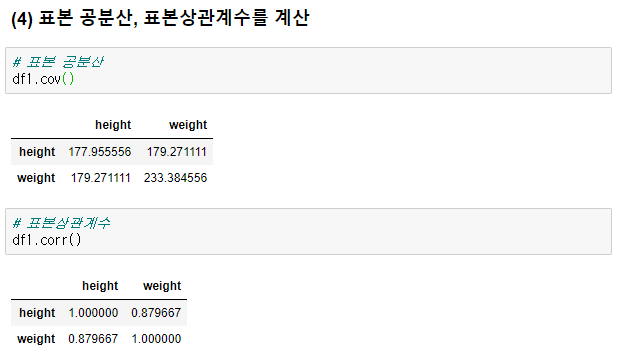 (4) 표본 공분산, 표본상관계수를 계산
# 표본 공분산
df1.cov()
height weight
height 177.955556 179.271111
weight 179.271111 233.384556
# 표본상관계수
df1.corr()
height weight
height 1.000000 0.879667
weight 0.879667 1.000000